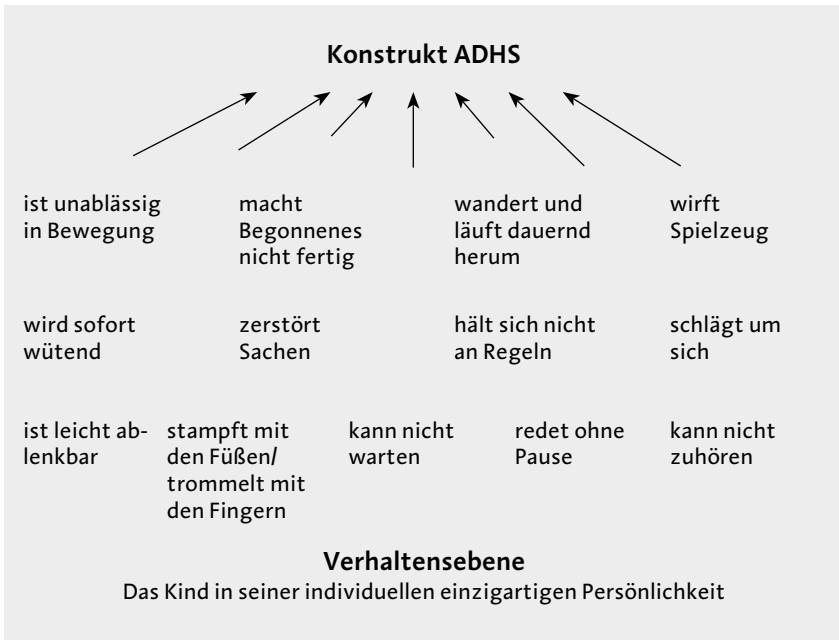 Konstrukt ADHS
ist unablässig
in Bewegung
macht
Begonnenes
nicht fertig
wandert und
läuft dauernd
herum
wirft
Spielzeug
wird sofort
wütend
zerstört
Sachen
hält sich nicht
an Regeln
schlägt um
sich
ist leicht ab-
lenkbar
stampft mit
den Füßen/
trommelt mit
den Fingern
kann nicht
warten
redet ohne
Pause
kann nicht
zuhören
Verhaltensebene
Das Kind in seiner individuellen einzigartigen Persönlichkeit